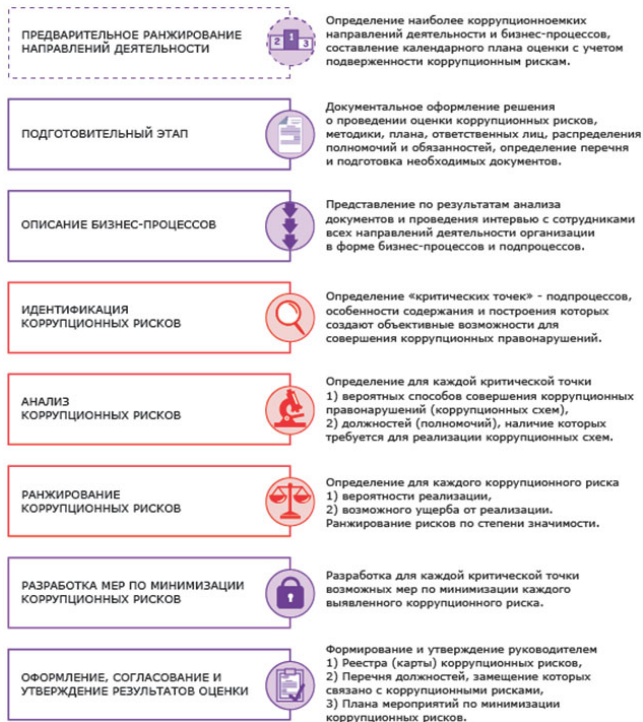 ПРЕДВАРИТЕЛЬНОЕ РАНЖИРОВАНИЕ
НАПРАВЛЕНИЙ ДЕЯТЕЛЬНОСТИ
2 1 3
Определение наиболее коррупционноемких
направлений деятельности и бизнес-процессов,
составление календарного плана оценки с учетом
подверженности коррупционным рискам.
ПОДГОТОВИТЕЛЬНЫЙ ЭТАП
Документальное оформление решения
о проведении оценки коррупционных рисков,
методики, плана, ответственных лиц, распределения
полномочий и обязанностей, определение перечня
и подготовка необходимых документов.
ОПИСАНИЕ БИЗНЕС-ПРОЦЕССОВ
Представление по результатам анализа
документов и проведения интервью с сотрудниками
всех направлений деятельности организации
в форме бизнес-процессов и подпроцессов.
ИДЕНТИФИКАЦИЯ
КОРРУПЦИОННЫХ РИСКОВ
Определение «критических точек» - подпроцессов,
особенности содержания и построения которых
создают объективные возможности для
совершения коррупционных правонарушений.
АНАЛИЗ
КОРРУПЦИОННЫХ РИСКОВ
Определение для каждой критической точки
1) вероятных способов совершения коррупционных
правонарушений (коррупционных схем),
2) должностей (полномочий), наличие которых
требуется для реализации коррупционных схем.
РАНЖИРОВАНИЕ
КОРРУПЦИОННЫХ РИСКОВ
Определение для каждого коррупционного риска
1) вероятности реализации,
2) возможного ущерба от реализации.
Ранжирование рисков по степени значимости.
РАЗРАБОТКА МЕР ПО МИНИМИЗАЦИИ
КОРРУПЦИОННЫХ РИСКОВ
Разработка для каждой критической точки
возможных мер по минимизации каждого
выявленного коррупционного риска.
ОФОРМЛЕНИЕ, СОГЛАСОВАНИЕ И
УТВЕРЖДЕНИЕ РЕЗУЛЬТАТОВ ОЦЕНКИ
Формирование и утверждение руководителем
1) Реестра (карты) коррупционных рисков,
2) Перечня должностей, замещение которых
связано с коррупционными рисками,
3) Плана мероприятий по минимизации
коррупционных рисков.